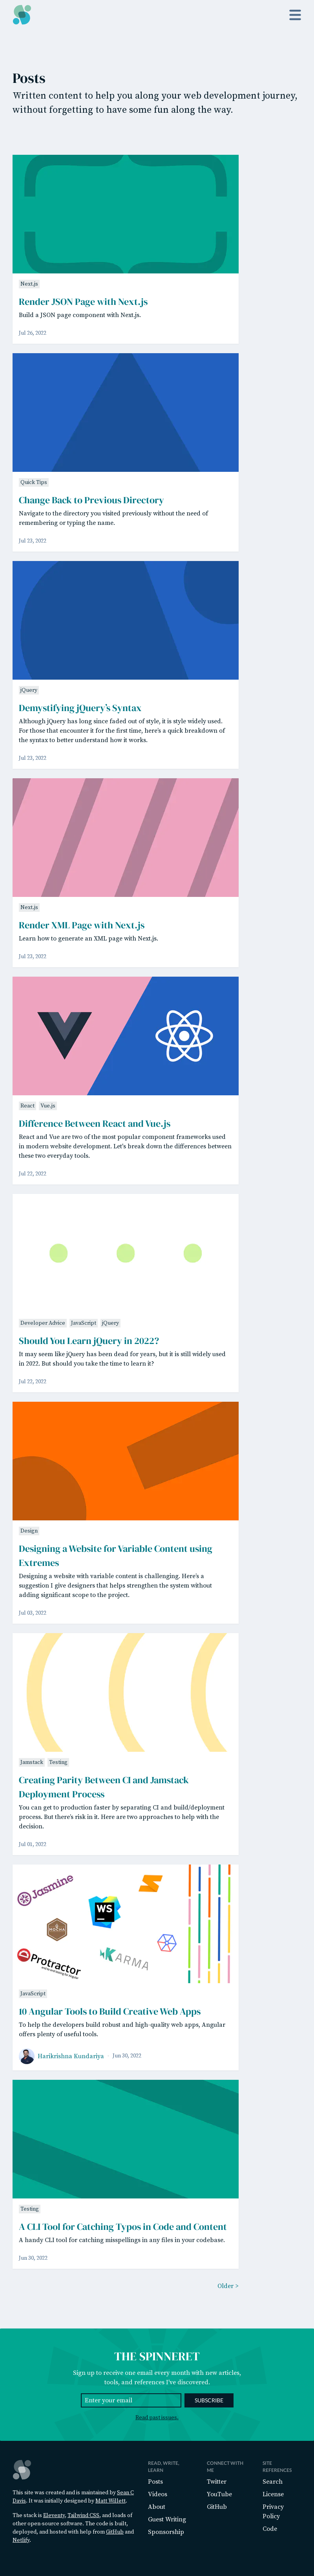 Posts
Written content to help you along your web development journey,
without forgetting to have some fun along the way.
Next.js
Render JSON Page with Next.js
Build a JSON page component with Next.js.
Jul 26, 2022
Quick Tips
Change Back to Previous Directory
Navigate to the directory you visited previously without the need of
remembering or typing the name.
Jul 23, 2022
jQuery
Demystifying jQuery's Syntax
Although jQuery has long since faded out of style, it is style widely used.
For those that encounter it for the first time, here's a quick breakdown of
the syntax to better understand how it works.
Jul 23, 2022
Next.js
Render XML Page with Next.js
Learn how to generate an XML page with Next.js.
Jul 23, 2022
React Vue.js
Difference Between React and Vue.js
React and Vue are two of the most popular component frameworks used
in modern website development. Let's break down the differences between
these two everyday tools.
Jul 22, 2022
Developer Advice JavaScript jQuery
Should You Learn jQuery in 2022?
It may seem like jQuery has been dead for years, but it is still widely used
in 2022. But should you take the time to learn it?
Jul 22, 2022
Design
Designing a Website for Variable Content using
Extremes
Designing a website with variable content is challenging. Here's a
suggestion I give designers that helps strengthen the system without
adding significant scope to the project.
Jul 03, 2022
Jamstack Testing
Creating Parity Between CI and Jamstack
Deployment Process
You can get to production faster by separating CI and build/deployment
process. But there's risk in it. Here are two approaches to help with the
decision.
Jul 01, 2022
Jasmine
WS
MOCHA
Protractor
KARMA
JavaScript
10 Angular Tools to Build Creative Web Apps
To help the developers build robust and high-quality web apps, Angular
offers plenty of useful tools.
Harikrishna Kundariya Jun 30, 2022
Testing
A CLI Tool for Catching Typos in Code and Content
A handy CLI tool for catching misspellings in any files in your codebase.
Jun 30, 2022
Older >
THE SPINNERET
Sign up to receive one email every month with new articles,
tools, and references I've discovered.
Enter your email SUBSCRIBE
Read past issues.
This site was created and is maintained by Sean C
Davis. It was initially designed by Matt Willett.
The stack is Eleventy, Tailwind CSS, and loads of
other open source software. The code is built,
deployed, and hosted with help from GitHub and
Netlify.
READ, WRITE,
LEARN
Posts
Videos
About
Guest Writing
Sponsorship
CONNECT WITH
ME
Twitter
YouTube
GitHub
SITE
REFERENCES
Search
License
Privacy
Policy
Code